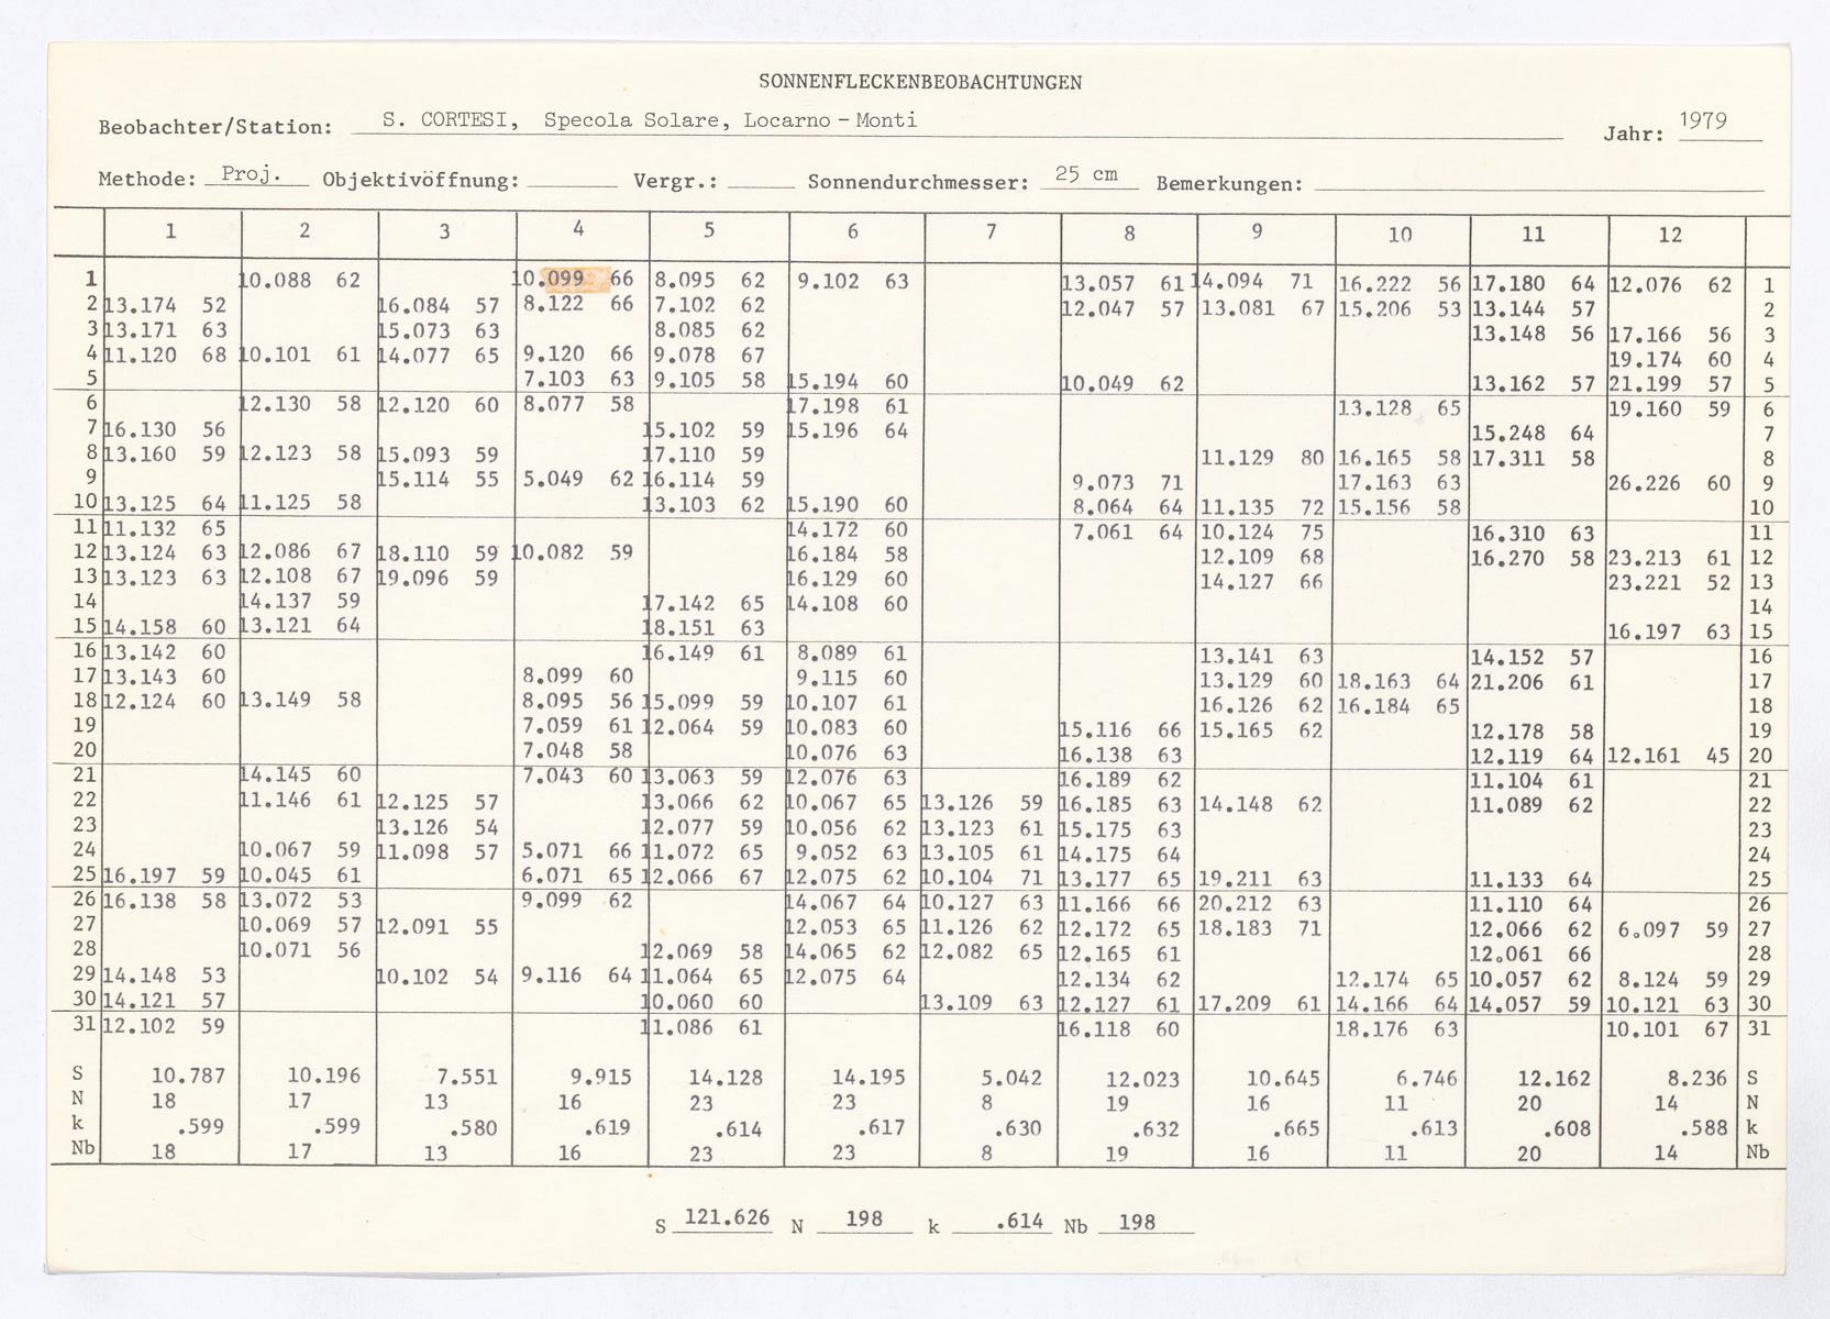 SONNENFLECKENBEOBACHTUNGEN
Beobachter/Station: S. CORTESI, Specola Solare, Locarno - Monti Jahr: 1979
Methode: Proj. Objektivöffnung: Vergr.: Sonnendurchmesser: 25 cm Bemerkungen:
1 2 3 4 5 6 7 8 9 10 11 12
1 10.088 62 10.099 66 8.095 62 9.102 63 13.057 61 14.094 71 16.222 56 17.180 64 12.076 62 1
2 13.174 52 16.084 57 8.122 66 7.102 62 12.047 57 13.081 67 15.206 53 13.144 57 2
3 13.171 63 15.073 63 8.085 62 13.148 56 17.166 56 3
4 11.120 68 10.101 61 14.077 65 9.120 66 9.078 67 19.174 60 4
5 7.103 63 9.105 58 15.194 60 10.049 62 13.162 57 21.199 57 5
6 12.130 58 12.120 60 8.077 58 17.198 61 13.128 65 19.160 59 6
7 16.130 56 15.102 59 15.196 64 15.248 64 7
8 13.160 59 12.123 58 15.093 59 17.110 59 11.129 80 16.165 58 17.311 58 8
9 15.114 55 5.049 62 16.114 59 9.073 71 17.163 63 26.226 60 9
10 13.125 64 11.125 58 13.103 62 15.190 60 8.064 64 11.135 72 15.156 58 10
11 11.132 65 14.172 60 7.061 64 10.124 75 16.310 63 11
12 13.124 63 12.086 67 18.110 59 10.082 59 16.184 58 12.109 68 16.270 58 23.213 61 12
13 13.123 63 12.108 67 19.096 59 16.129 60 14.127 66 23.221 52 13
14 14.137 59 17.142 65 14.108 60 14
15 14.158 60 13.121 64 18.151 63 16.197 63 15
16 13.142 60 16.149 61 8.089 61 13.141 63 14.152 57 16
17 13.143 60 8.099 60 9.115 60 13.129 60 18.163 64 21.206 61 17
18 12.124 60 13.149 58 8.095 56 15.099 59 10.107 61 16.126 62 16.184 65 18
19 7.059 61 12.064 59 10.083 60 15.116 66 15.165 62 12.178 58 19
20 7.048 58 10.076 63 16.138 63 12.119 64 12.161 45 20
21 14.145 60 7.043 60 13.063 59 12.076 63 16.189 62 11.104 61 21
22 11.146 61 12.125 57 13.066 62 10.067 65 13.126 59 16.185 63 14.148 62 11.089 62 22
23 13.126 54 12.077 59 10.056 62 13.123 61 15.175 63 23
24 10.067 59 11.098 57 5.071 66 11.072 65 9.052 63 13.105 61 14.175 64 24
25 16.197 59 10.045 61 6.071 65 12.066 67 12.075 62 10.104 71 13.177 65 19.211 63 11.133 64 25
26 16.138 58 13.072 53 9.099 62 14.067 64 10.127 63 11.166 66 20.212 63 11.110 64 26
27 10.069 57 12.091 55 12.053 65 11.126 62 12.172 65 18.183 71 12.066 62 6.097 59 27
28 10.071 56 12.069 58 14.065 62 12.082 65 12.165 61 12.061 66 28
29 14.148 53 10.102 54 9.116 64 11.064 65 12.075 64 12.134 62 12.174 65 10.057 62 8.124 59 29
30 14.121 57 10.060 60 13.109 63 12.127 61 17.209 61 14.166 64 14.057 59 10.121 63 30
31 12.102 59 11.086 61 16.118 60 18.176 63 10.101 67 31
S 10.787 10.196 7.551 9.915 14.128 14.195 5.042 12.023 10.645 6.746 12.162 8.236 S
N 18 17 13 16 23 23 8 19 16 11 20 14 N
k .599 .599 .580 .619 .614 .617 .630 .632 .665 .613 .608 .588 k
Nb 18 17 13 16 23 23 8 19 16 11 20 14 Nb
S 121.626 N 198 k .614 Nb 198